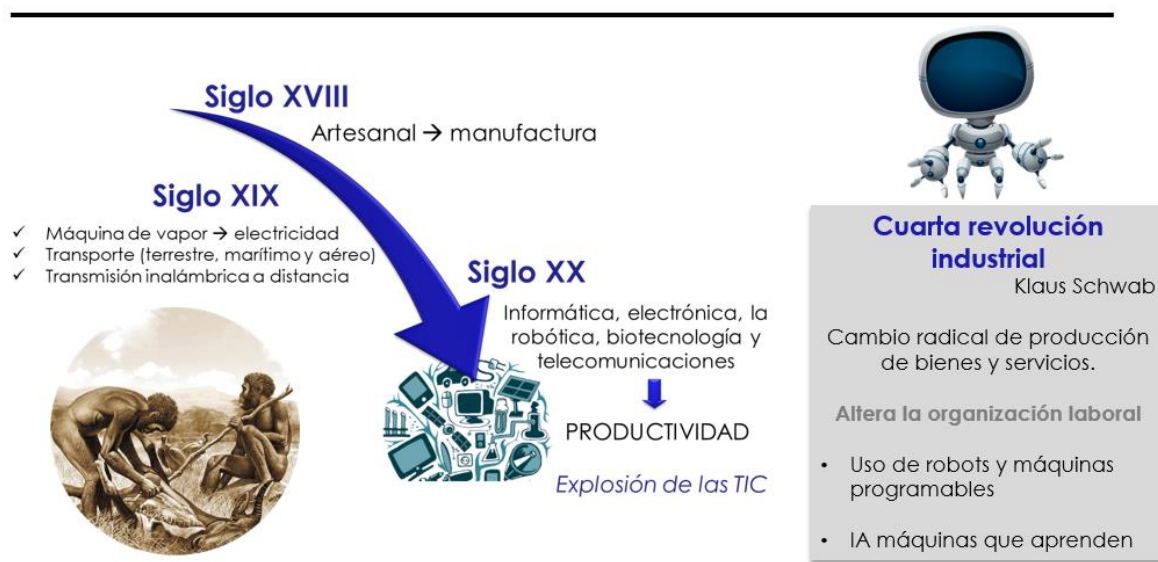 Siglo XVIII
Artesanal → manufactura
Siglo XIX
✓ Máquina de vapor → electricidad
✓ Transporte (terrestre, marítimo y aéreo)
✓ Transmisión inalámbrica a distancia
Siglo XX
Informática, electrónica, la
robótica, biotecnología y
telecomunicaciones
PRODUCTIVIDAD
Explosión de las TIC
Cuarta revolución
industrial
Klaus Schwab
Cambio radical de producción
de bienes y servicios.
Altera la organización laboral
• Uso de robots y máquinas
programables
• IA máquinas que aprenden